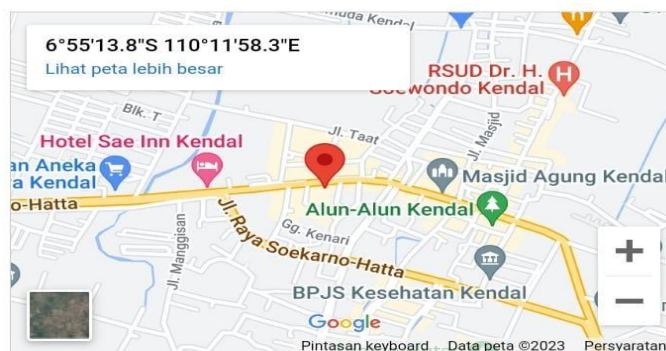 6°55'13.8"S 110°11'58.3"E
Lihat peta lebih besar
uda Kendal
RSUD Dr. H.
Soewondo Kendal
Blk. T
Jl. Taat
Jl. Masjid
Hotel Sae Inn Kendal
an Aneka
a Kendal
Masjid Agung Kendal
o-Hatta
Alun-Alun Kendal
Jl. Manggisan
Jl. Raya Soekarno-Hatta
Gg. Kenari
BPJS Kesehatan Kendal
Google
Pintasan keyboard Data peta ©2023 Persyaratan